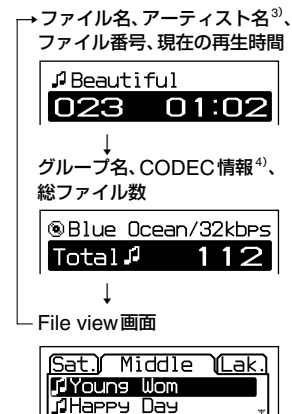 ファイル名、アーティスト名3)、
ファイル番号、現在の再生時間
Beautiful
023 01:02
グループ名、CODEC情報4)、
総ファイル数
Blue Ocean/32kbps
Total 112
File view画面
Sat. Middle Lak.
Young Wom
Happy Day